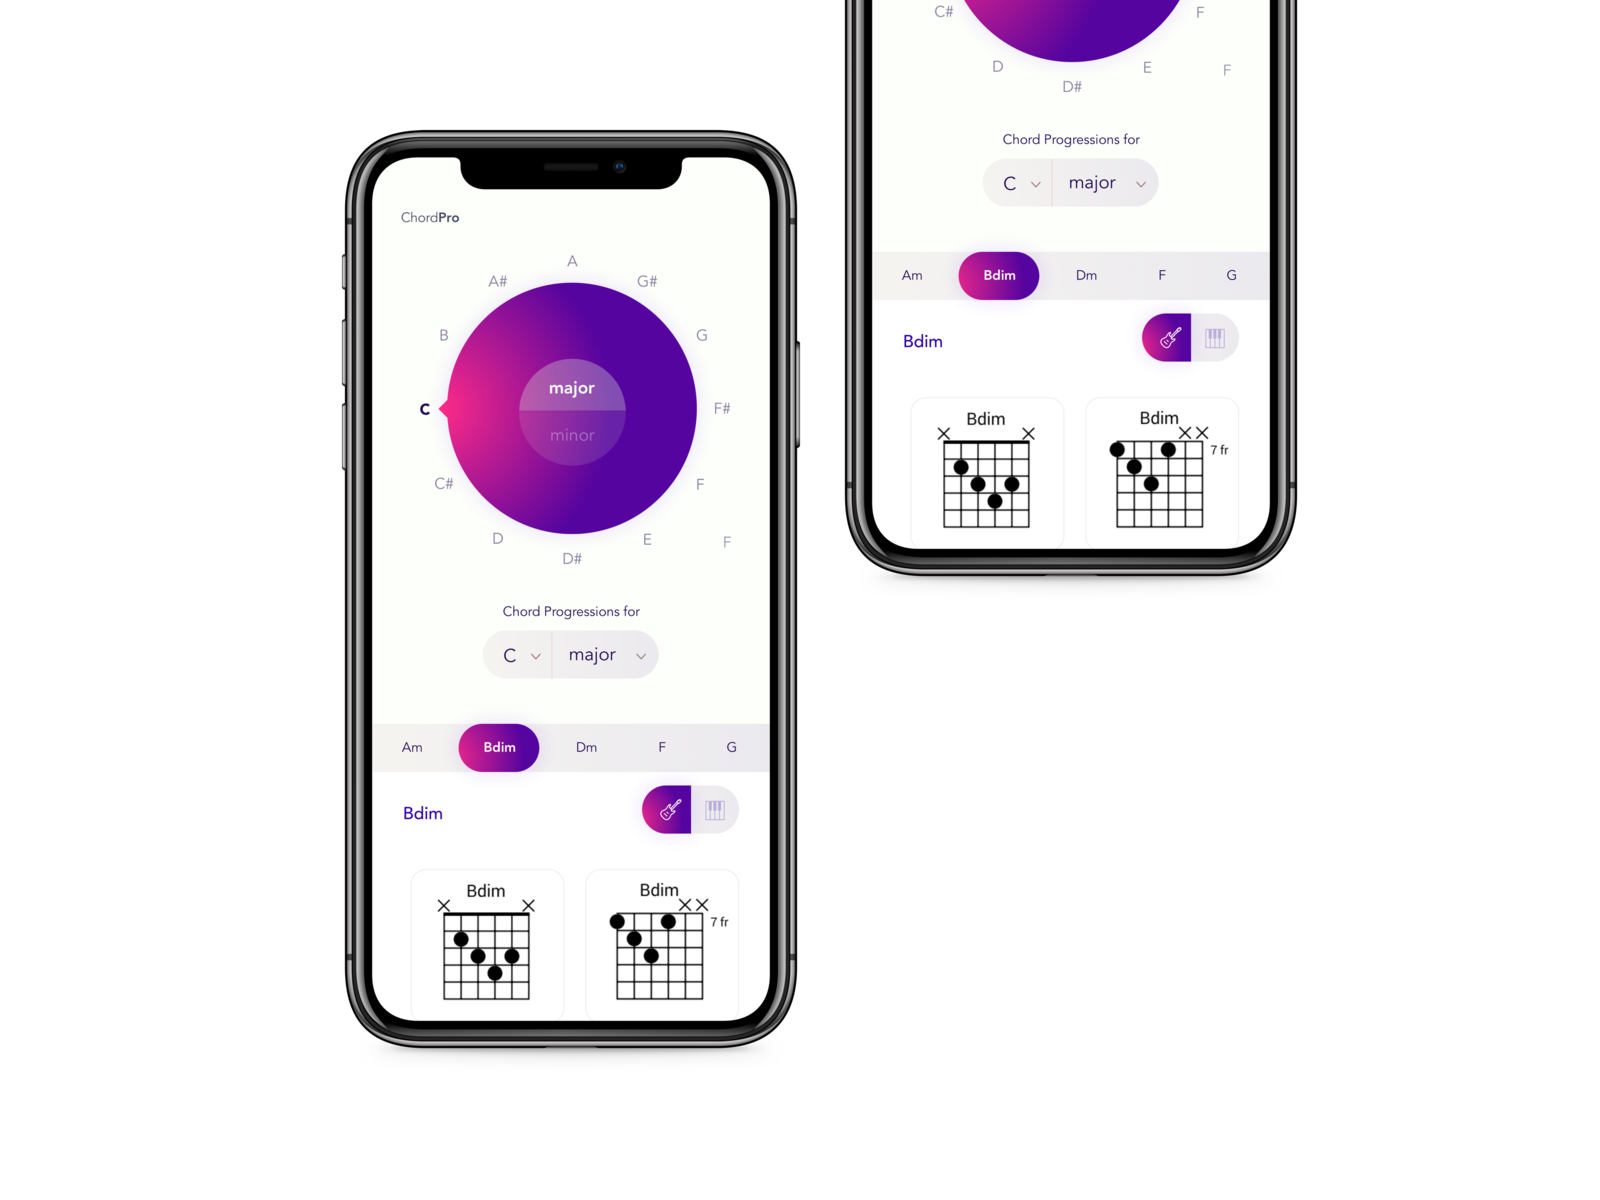 ChordPro
A
A#
G#
B
G
C
major
F#
minor
C#
F
D
E
F
D#
Chord Progressions for
C
major
Am
Bdim
Dm
F
G
Bdim
Bdim
Bdim
7 fr
C#
F
D
E
F
D#
Chord Progressions for
C
major
Am
Bdim
Dm
F
G
Bdim
Bdim
Bdim
7 fr